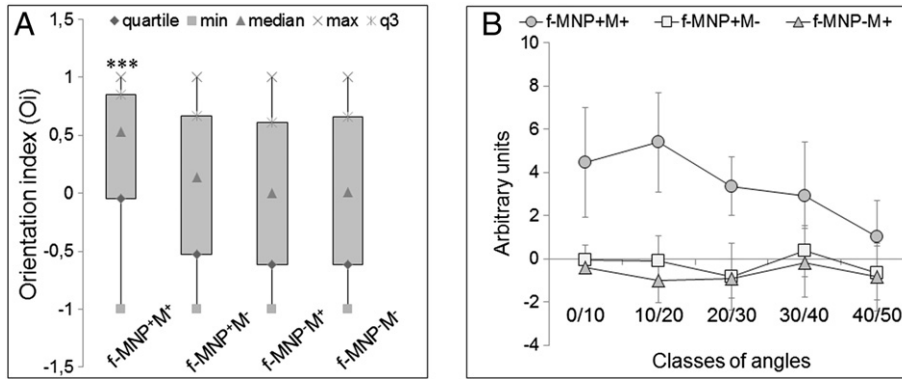 A
quartile min median max q3
1,5
1
0,5
0
-0,5
-1
-1,5
Orientation index (Oi)
***
f-MNP⁺M⁺
f-MNP⁺M⁻
f-MNP⁻M⁺
f-MNP⁻M⁻
B
f-MNP+M+ f-MNP+M- f-MNP-M+
10
8
6
4
2
0
-2
-4
Arbitrary units
0/10 10/20 20/30 30/40 40/50
Classes of angles